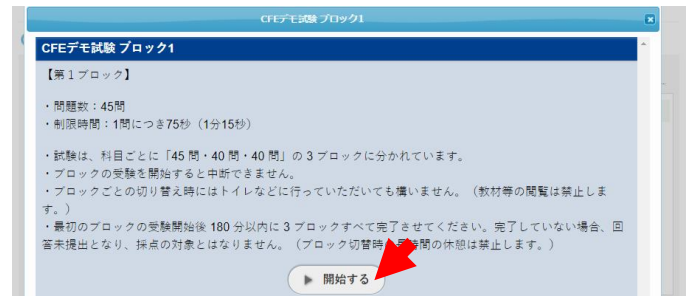 CFEデモ試験 ブロック1
CFEデモ試験 ブロック1
【第１ブロック】
・問題数：45問
・制限時間：1問につき75秒（1分15秒）
・試験は、科目ごとに「45 問・40 問・40 問」の 3 ブロックに分かれています。
・ブロックの受験を開始すると中断できません。
・ブロックごとの切り替え時にはトイレなどに行っていただいても構いません。（教材等の閲覧は禁止しま
す。）
・最初のブロックの受験開始後 180 分以内に 3 ブロックすべて完了させてください。完了していない場合、回
答未提出となり、採点の対象とはなりません。（ブロック切替時 時間の休憩は禁止します。）
開始する